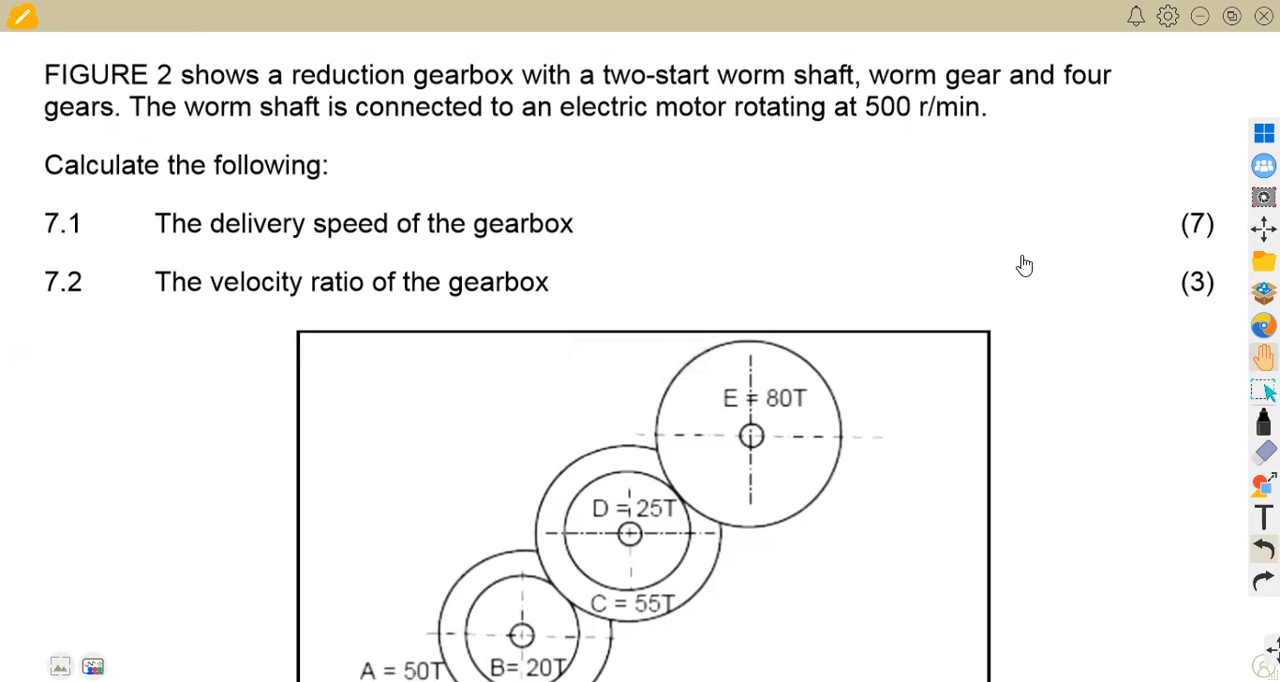 FIGURE 2 shows a reduction gearbox with a two-start worm shaft, worm gear and four
gears. The worm shaft is connected to an electric motor rotating at 500 r/min.
Calculate the following:
7.1 The delivery speed of the gearbox (7)
7.2 The velocity ratio of the gearbox (3)
E = 80T
D = 25T
C = 55T
A = 50T B= 20T